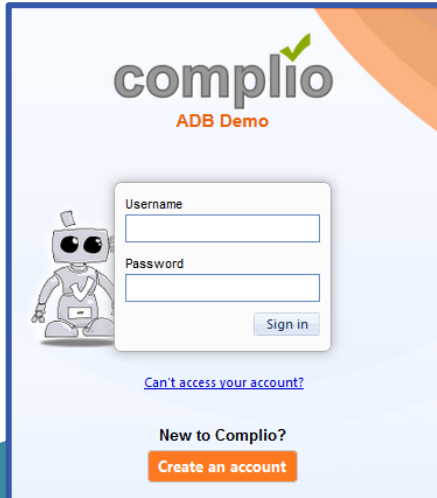 complio
ADB Demo
Username
Password
Sign in
Can't access your account?
New to Complio?
Create an account